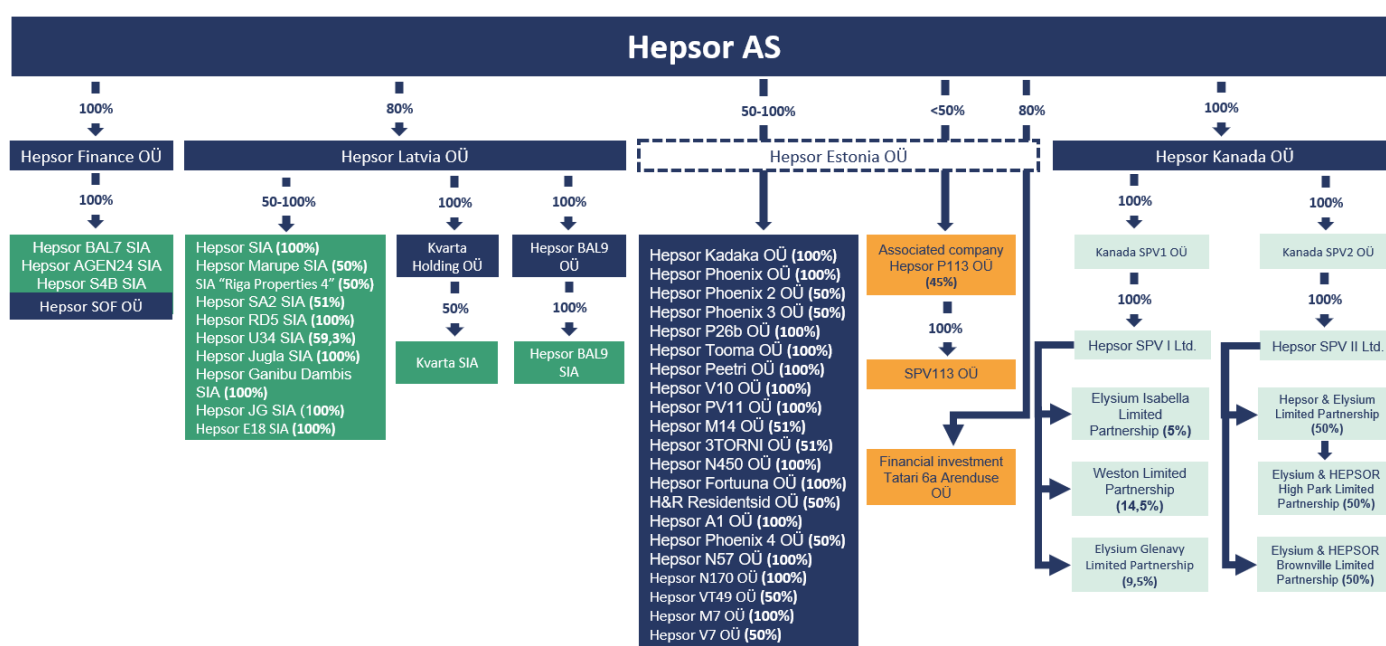 Hepsor AS
100%
80%
50-100%
<50%
80%
100%
Hepsor Finance OÜ
Hepsor Latvia OÜ
Hepsor Estonia OÜ
Hepsor Kanada OÜ
100%
50-100%
100%
100%
100%
100%
Hepsor BAL7 SIA
Hepsor AGEN24 SIA
Hepsor S4B SIA
Hepsor SOF OÜ
Hepsor SIA (100%)
Hepsor Marupe SIA (50%)
SIA “Riga Properties 4” (50%)
Hepsor SA2 SIA (51%)
Hepsor RD5 SIA (100%)
Hepsor U34 SIA (59,3%)
Hepsor Jugla SIA (100%)
Hepsor Ganibu Dambis
SIA (100%)
Hepsor JG SIA (100%)
Hepsor E18 SIA (100%)
Kvarta
Holding OÜ
50%
Kvarta SIA
Hepsor BAL9
OÜ
100%
Hepsor BAL9
SIA
Hepsor Kadaka OÜ (100%)
Hepsor Phoenix OÜ (100%)
Hepsor Phoenix 2 OÜ (50%)
Hepsor Phoenix 3 OÜ (50%)
Hepsor P26b OÜ (100%)
Hepsor Tooma OÜ (100%)
Hepsor Peetri OÜ (100%)
Hepsor V10 OÜ (100%)
Hepsor PV11 OÜ (100%)
Hepsor M14 OÜ (51%)
Hepsor 3TORNI OÜ (51%)
Hepsor N450 OÜ (100%)
Hepsor Fortuuna OÜ (100%)
H&R Residentsid OÜ (50%)
Hepsor A1 OÜ (100%)
Hepsor Phoenix 4 OÜ (50%)
Hepsor N57 OÜ (100%)
Hepsor N170 OÜ (100%)
Hepsor VT49 OÜ (50%)
Hepsor M7 OÜ (100%)
Hepsor V7 OÜ (50%)
Associated company
Hepsor P113 OÜ
(45%)
100%
SPV113 OÜ
Financial investment
Tatari 6a Arenduse
OÜ
Kanada SPV1 OÜ
100%
Hepsor SPV I Ltd.
Elysium Isabella
Limited
Partnership (5%)
Weston Limited
Partnership
(14,5%)
Elysium Glenavy
Limited Partnership
(9,5%)
Kanada SPV2 OÜ
100%
Hepsor SPV II Ltd.
Hepsor & Elysium
Limited Partnership
(50%)
Elysium & HEPSOR
High Park Limited
Partnership (50%)
Elysium & HEPSOR
Brownville Limited
Partnership (50%)